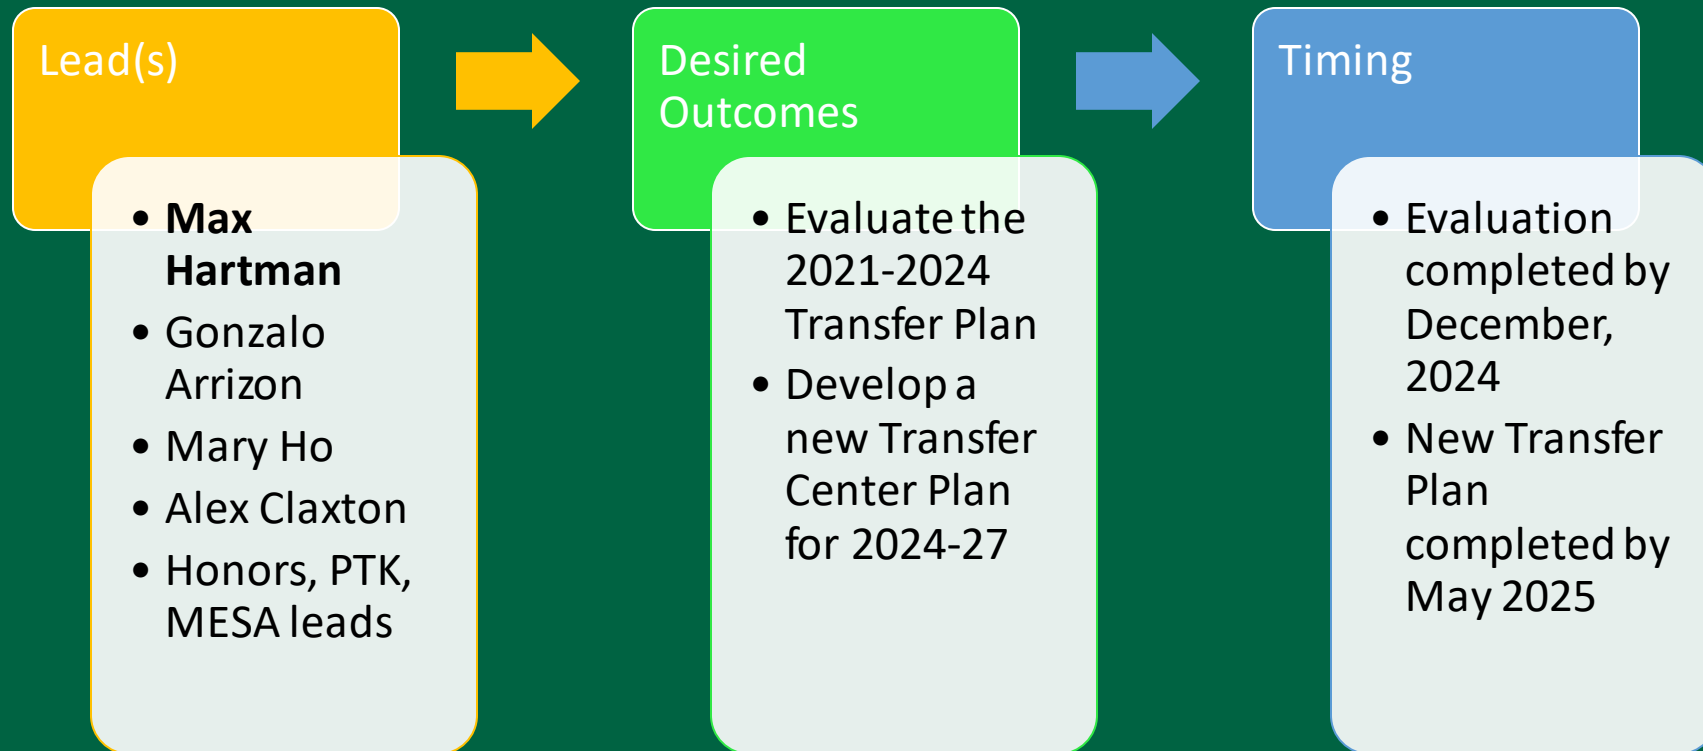 Lead(s)
• Max
Hartman
• Gonzalo
Arrizon
• Mary Ho
• Alex Claxton
• Honors, PTK,
MESA leads
Desired
Outcomes
• Evaluate the
2021-2024
Transfer Plan
• Develop a
new Transfer
Center Plan
for 2024-27
Timing
• Evaluation
completed by
December,
2024
• New Transfer
Plan
completed by
May 2025